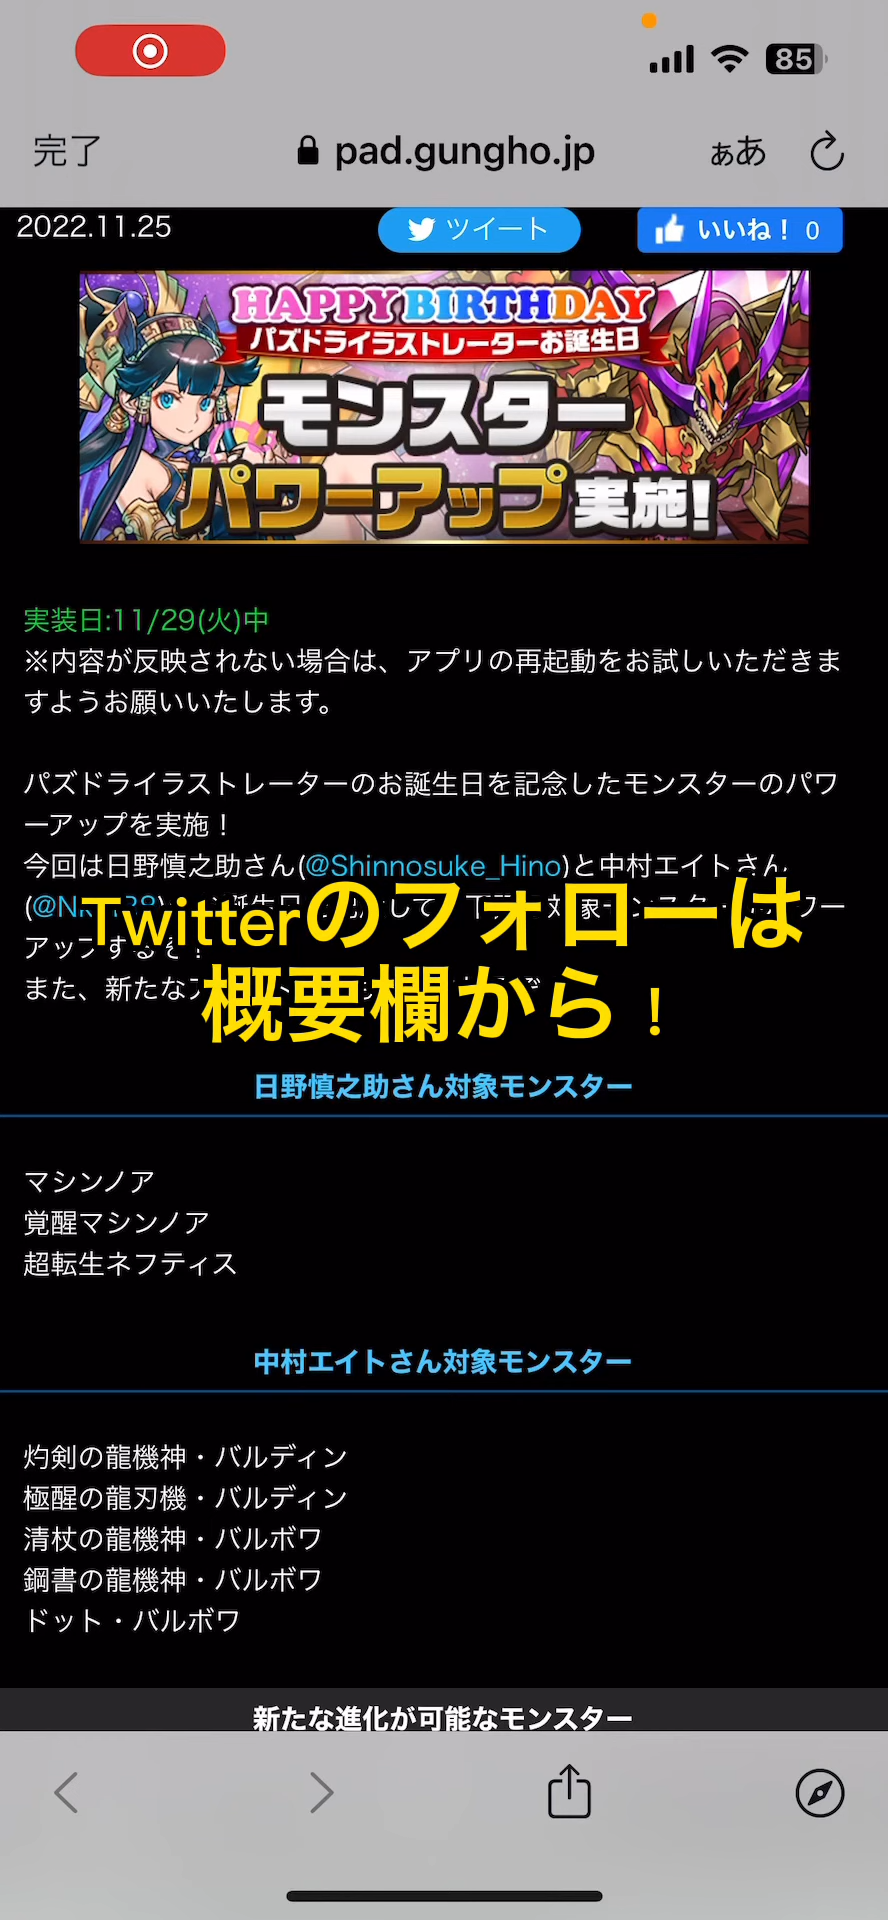 85
完了
pad.gungho.jp
ぁあ
2022.11.25
ツイート
いいね！ 0
HAPPY BIRTHDAY
パズドライラストレーターお誕生日
モンスター
パワーアップ実施！
実装日:11/29(火)中
※内容が反映されない場合は、アプリの再起動をお試しいただきま
すようお願いいたします。
パズドライラストレーターのお誕生日を記念したモンスターのパワ
ーアップを実施！
今回は日野慎之助さん(@Shinnosuke_Hino)と中村エイトさん
Twitterのフォローは
概要欄から！
また、新たな
日野慎之助さん対象モンスター
マシンノア
覚醒マシンノア
超転生ネフティス
中村エイトさん対象モンスター
灼剣の龍機神・バルディン
極醒の龍刃機・バルディン
清杖の龍機神・バルボワ
鋼書の龍機神・バルボワ
ドット・バルボワ
新たな進化が可能なモンスター